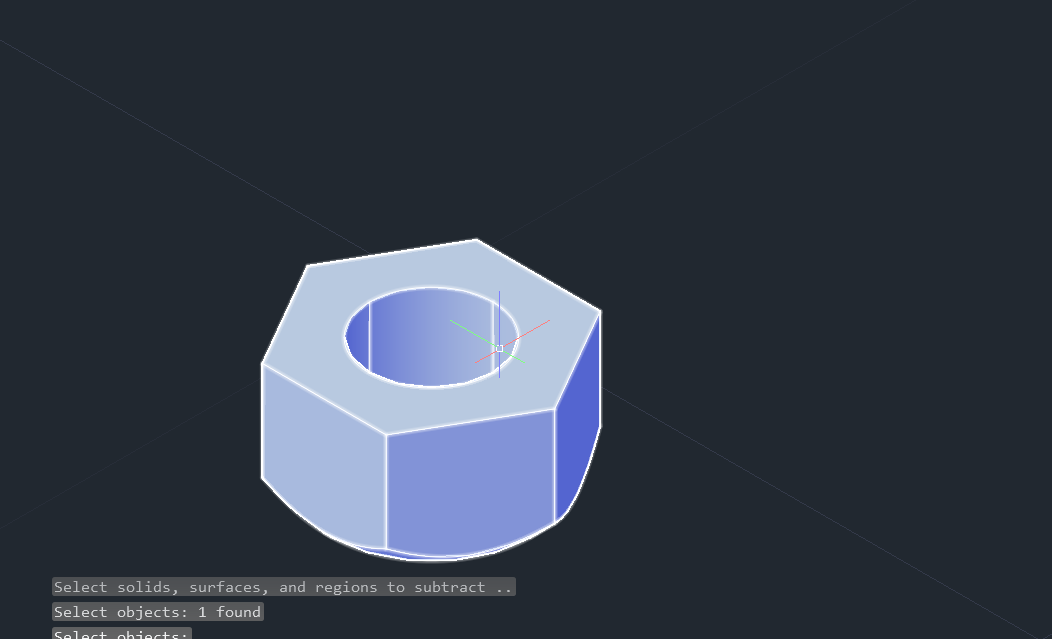 Select solids, surfaces, and regions to subtract ..
Select objects: 1 found
Select objects: